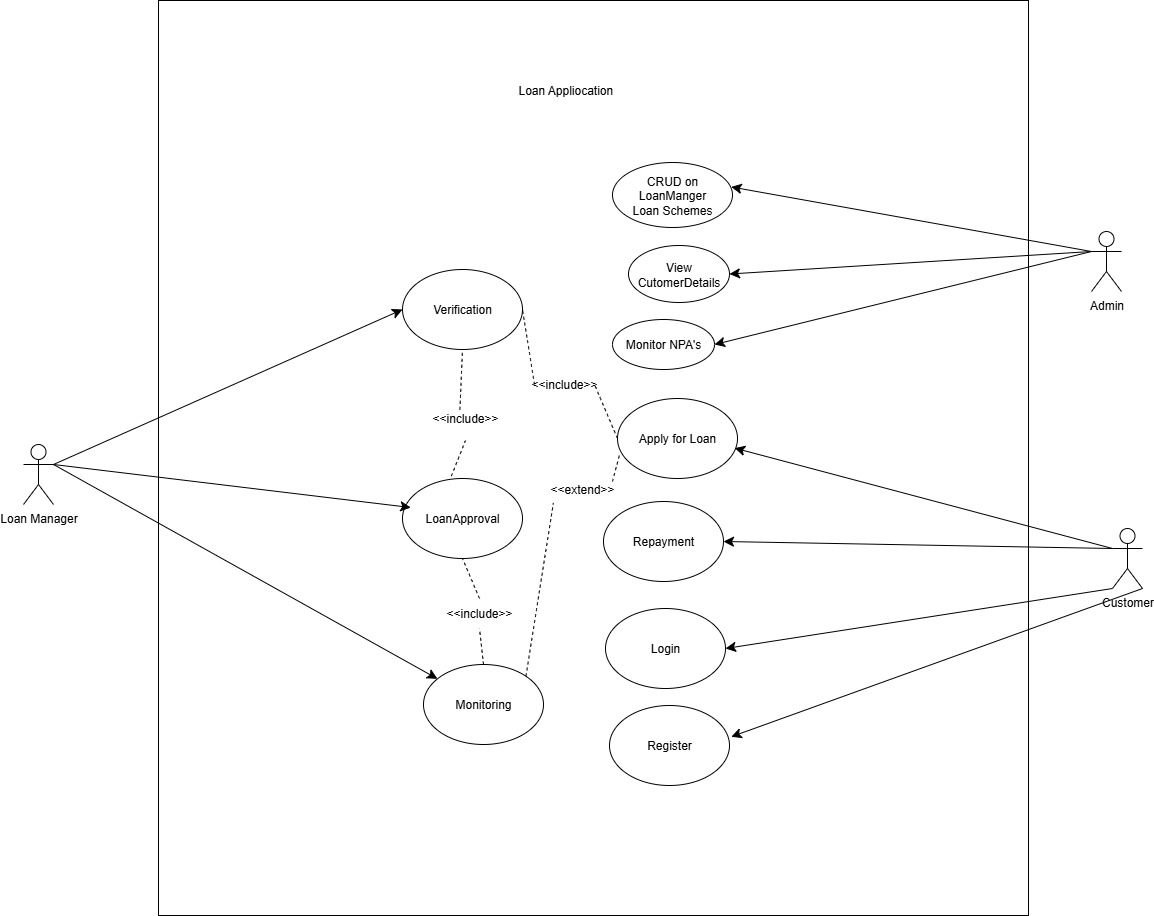 Loan Appliocation
CRUD on
LoanManger
Loan Schemes
View
CutomerDetails
Admin
Verification
Monitor NPA's
<<include>>
<<include>>
Apply for Loan
<<extend>>
Loan Manager
LoanApproval
Repayment
Customer
<<include>>
Login
Monitoring
Register